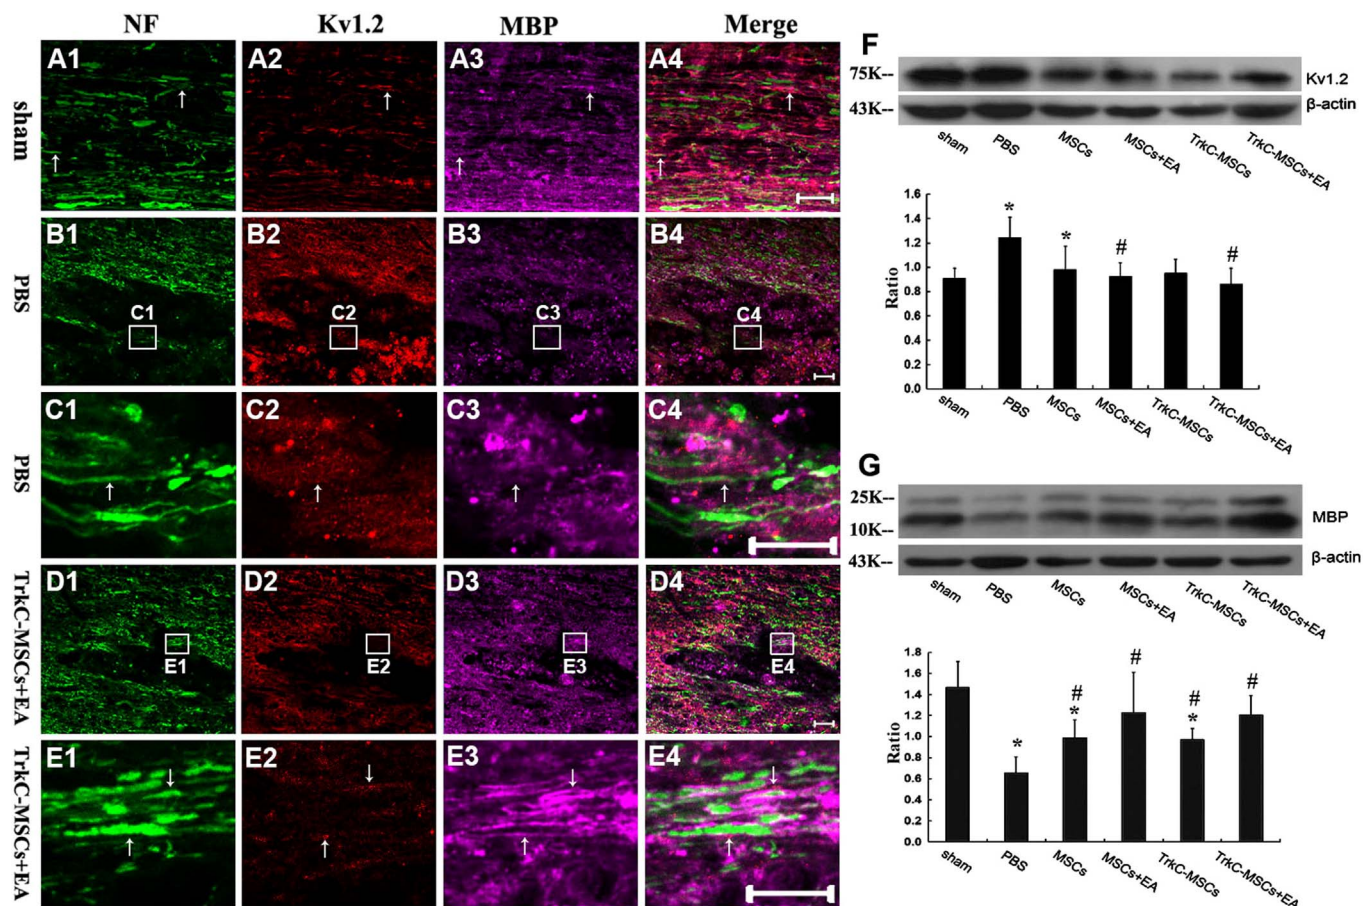 NF Kv1.2 MBP Merge
sham A1 A2 A3 A4
PBS B1 B2 B3 B4
C1 C2 C3 C4
PBS C1 C2 C3 C4
TrkC-MSCs+EA D1 D2 D3 D4
E1 E2 E3 E4
TrkC-MSCs+EA E1 E2 E3 E4
F
75K-- Kv1.2
43K-- β-actin
sham PBS MSCs MSCs+EA TrkC-MSCs TrkC-MSCs+EA
Ratio
1.6
1.4
1.2
1.0
0.8
0.6
0.4
0.2
0.0
* * # #
sham PBS MSCs MSCs+EA TrkC-MSCs TrkC-MSCs+EA
G
25K--
10K-- MBP
43K-- β-actin
sham PBS MSCs MSCs+EA TrkC-MSCs TrkC-MSCs+EA
Ratio
1.8
1.6
1.4
1.2
1.0
0.8
0.6
0.4
0.2
0.0
# # # #
* * *
sham PBS MSCs MSCs+EA TrkC-MSCs TrkC-MSCs+EA